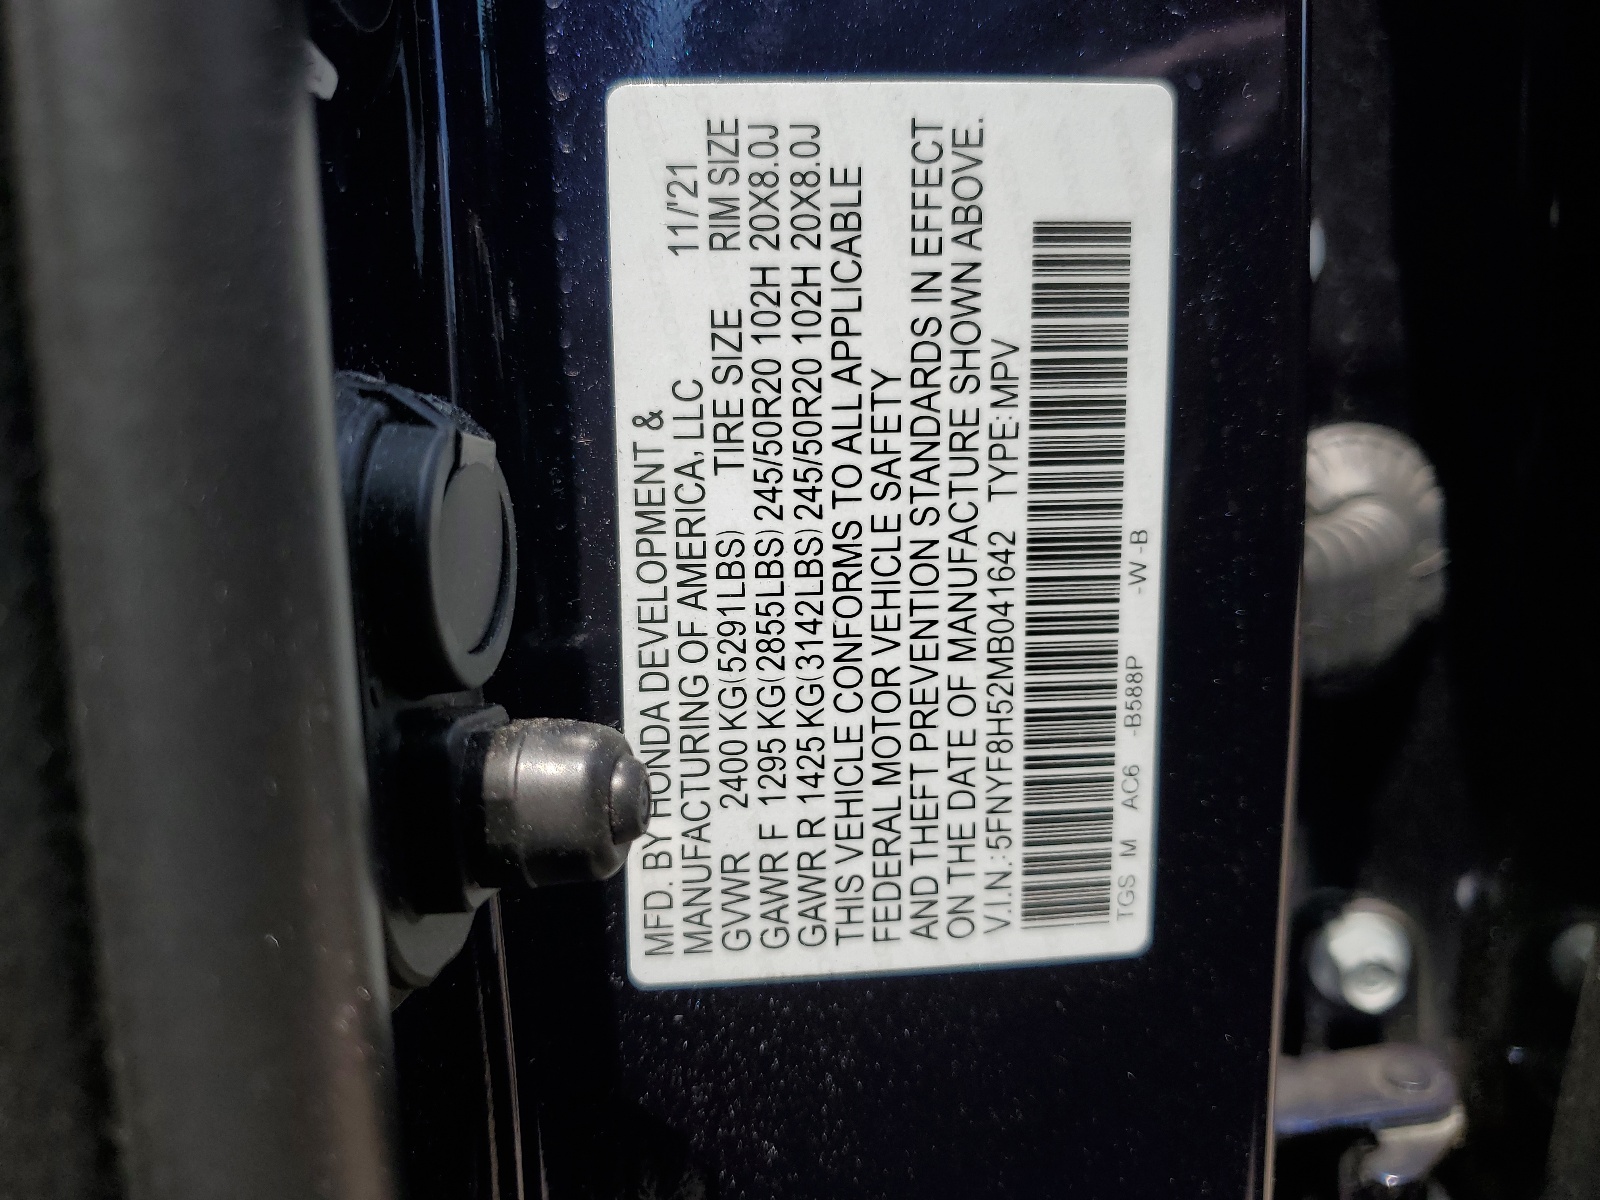 MFD. BY HONDA DEVELOPMENT &
MANUFACTURING OF AMERICA, LLC 11/'21
GVWR 2400 KG(5291LBS) TIRE SIZE RIM SIZE
GAWR F 1295 KG(2855LBS) 245/50R20 102H 20X8.0J
GAWR R 1425 KG(3142LBS) 245/50R20 102H 20X8.0J
THIS VEHICLE CONFORMS TO ALL APPLICABLE
FEDERAL MOTOR VEHICLE SAFETY
AND THEFT PREVENTION STANDARDS IN EFFECT
ON THE DATE OF MANUFACTURE SHOWN ABOVE.
V.I.N.:5FNYF8H52MB041642 TYPE: MPV
TGS M AC6 -B588P -W -B